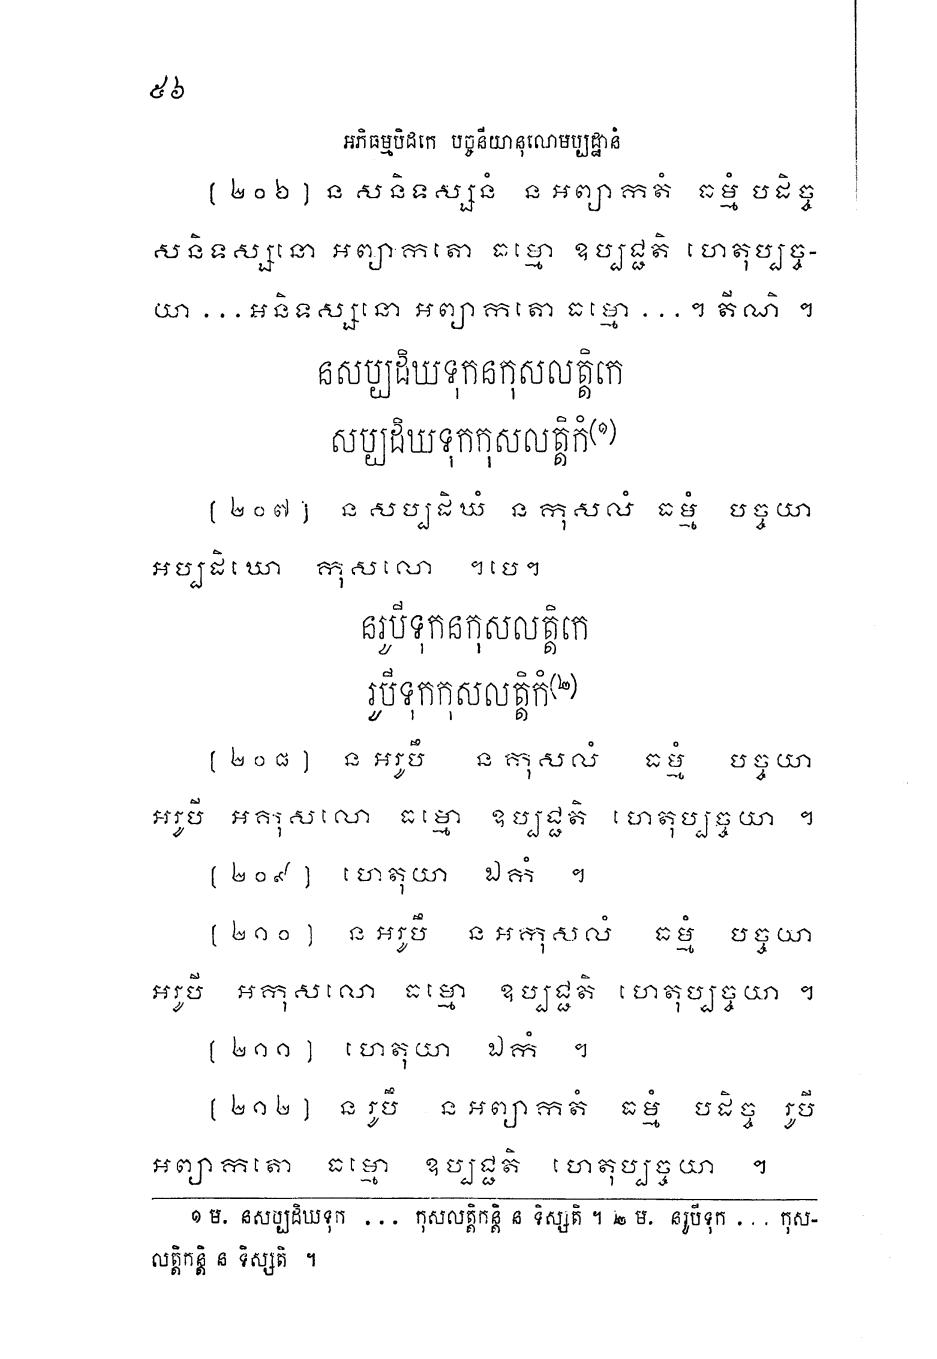 ៥៦
អភិធម្មបិដកេ បច្ចនីយានុលោមប្បដ្ឋានំ
(២០៦) ន សនិទស្សនំ ន អព្យាកតំ ធម្មំ បដិច្ច
សនិទស្សនោ អព្យាកតោ ធម្មោ ឧប្បជ្ជតិ ហេតុប្បច្ច-
យា ...អនិទស្សនោ អព្យាកតោ ធម្មោ ...។ តីណិ ។
នសប្បដិឃទុកនកុសលត្តិកេ
សប្បដិឃទុកកុសលត្តិកំ(១)
(២០៧) ន សប្បដិឃំ ន កុសលំ ធម្មំ បច្ចយា
អប្បដិឃោ កុសលោ ។បេ។
នរូបីទុកនកុសលត្តិកេ
រូបីទុកកុសលត្តិកំ(២)
(២០៨) ន អរូបឹ ន កុសលំ ធម្មំ បច្ចយា
អរូបី អកុសលោ ធម្មោ ឧប្បជ្ជតិ ហេតុប្បច្ចយា ។
(២០៩) ហេតុយា ឯកំ ។
(២១០) ន អរូបឹ ន អកុសលំ ធម្មំ បច្ចយា
អរូបី អកុសលោ ធម្មោ ឧប្បជ្ជតិ ហេតុប្បច្ចយា ។
(២១១) ហេតុយា ឯកំ ។
(២១២) ន រូបឹ ន អព្យាកតំ ធម្មំ បដិច្ច រូបី
អព្យាកតោ ធម្មោ ឧប្បជ្ជតិ ហេតុប្បច្ចយា ។
១ ម. នសប្បដិឃទុក ... កុសលត្តិកន្តិ ន ទិស្សតិ ។ ២ ម. នរូបីទុក ... កុស-
លត្តិកន្តិ ន ទិស្សតិ ។